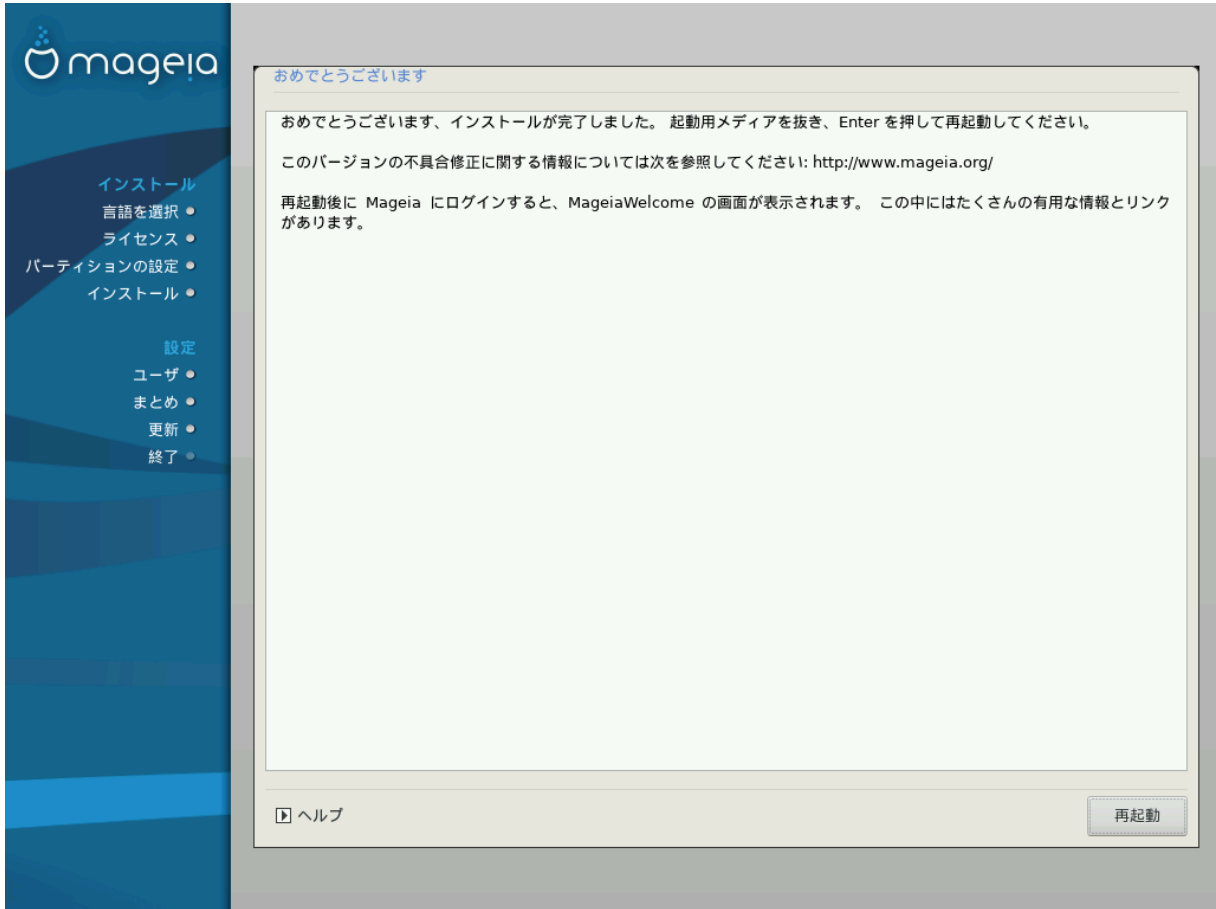 mageia
インストール
言語を選択
ライセンス
パーティションの設定
インストール
設定
ユーザ
まとめ
更新
終了
おめでとうございます
おめでとうございます、インストールが完了しました。 起動用メディアを抜き、Enter を押して再起動してください。
このバージョンの不具合修正に関する情報については次を参照してください: http://www.mageia.org/
再起動後に Mageia にログインすると、MageiaWelcome の画面が表示されます。 この中にはたくさんの有用な情報とリンク
があります。
ヘルプ
再起動